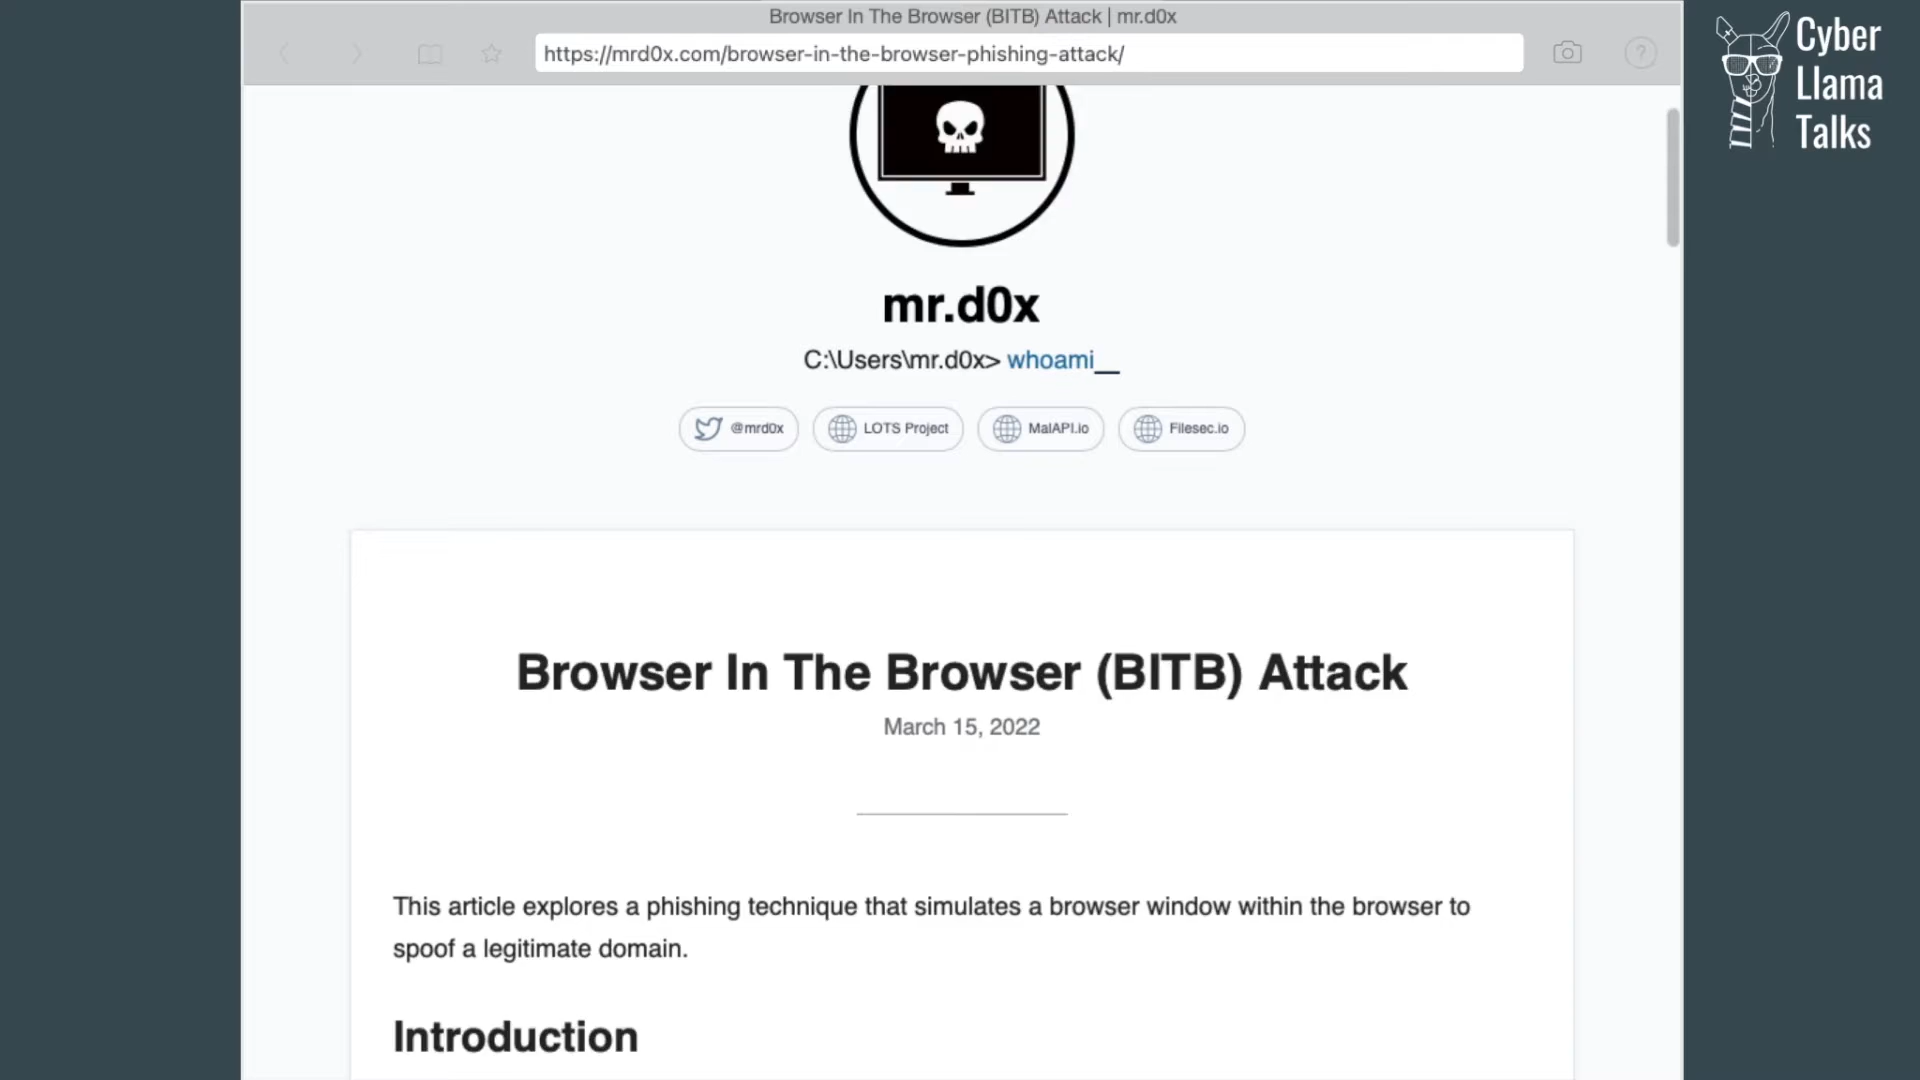 Browser In The Browser (BITB) Attack | mr.d0x
https://mrd0x.com/browser-in-the-browser-phishing-attack/
?
Cyber
Llama
Talks
mr.d0x
C:\Users\mr.d0x> whoami__
@mrd0x
LOTS Project
MalAPI.io
Filesec.io
Browser In The Browser (BITB) Attack
March 15, 2022
This article explores a phishing technique that simulates a browser window within the browser to
spoof a legitimate domain.
Introduction